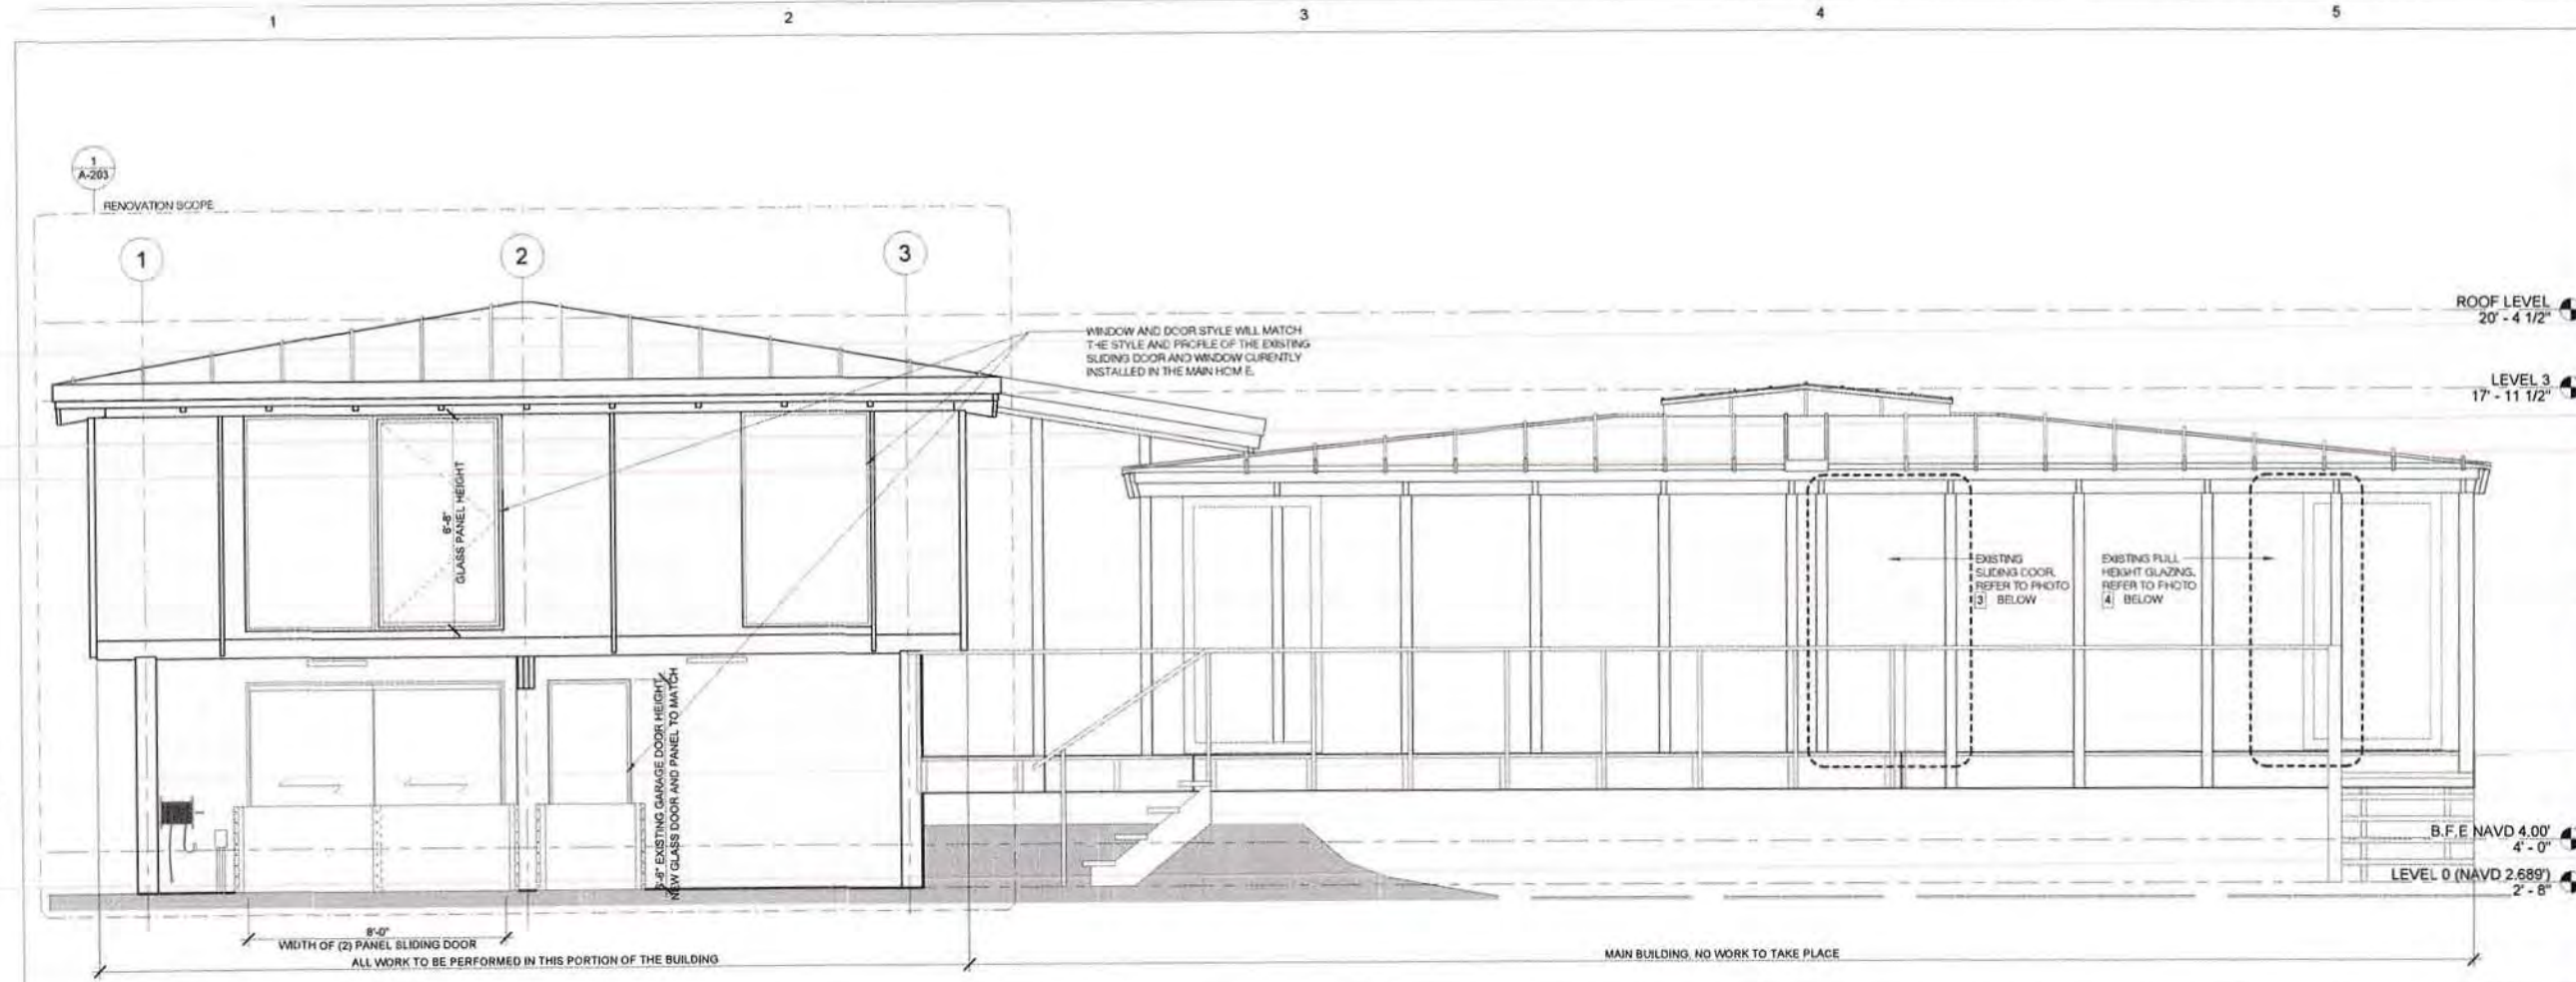 1
2
3
4
5
1
A-203
RENOVATION SCOPE
1
2
3
ROOF LEVEL
20' - 4 1/2"
WINDOW AND DOOR STYLE WILL MATCH
THE STYLE AND PROFILE OF THE EXISTING
SLIDING DOOR AND WINDOW CURENTLY
INSTALLED IN THE MAIN HOM E.
LEVEL 3
17' - 11 1/2"
6'-8"
GLASS PANEL HEIGHT
EXISTING
SLIDING DOOR.
REFER TO PHOTO
3 BELOW
EXISTING FULL
HEIGHT GLAZING.
REFER TO PHOTO
4 BELOW
6'-6" EXISTING GARAGE DOOR HEIGHT.
NEW GLASS DOOR AND PANEL TO MATCH
B.F.E NAVD 4.00'
4' - 0"
LEVEL 0 (NAVD 2.689')
2' - 8"
8'-0"
WIDTH OF (2) PANEL SLIDING DOOR
ALL WORK TO BE PERFORMED IN THIS PORTION OF THE BUILDING
MAIN BUILDING, NO WORK TO TAKE PLACE